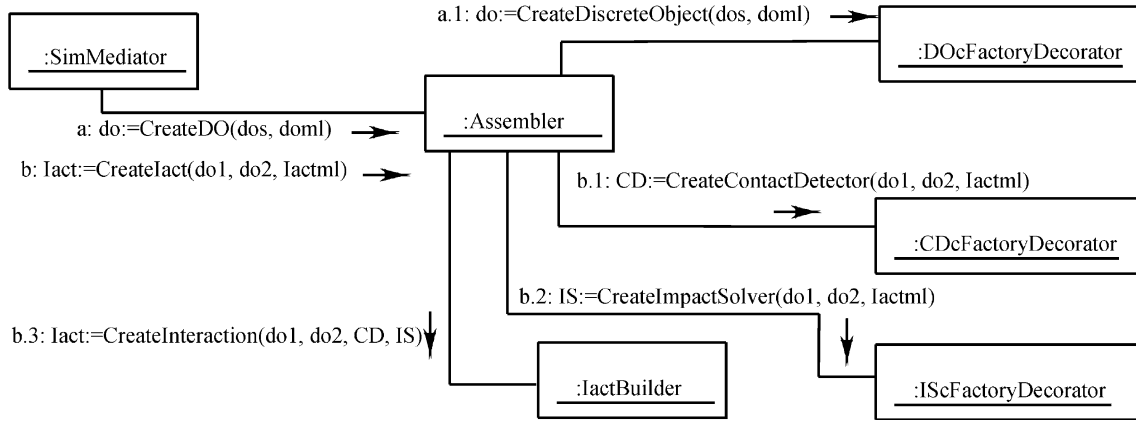 a.1: do:=CreateDiscreteObject(dos, doml)
:SimMediator
:DOcFactoryDecorator
:Assembler
a: do:=CreateDO(dos, doml)
b: Iact:=CreateIact(do1, do2, Iactml)
b.1: CD:=CreateContactDetector(do1, do2, Iactml)
:CDcFactoryDecorator
b.2: IS:=CreateImpactSolver(do1, do2, Iactml)
b.3: Iact:=CreateInteraction(do1, do2, CD, IS)
:IactBuilder
:IScFactoryDecorator